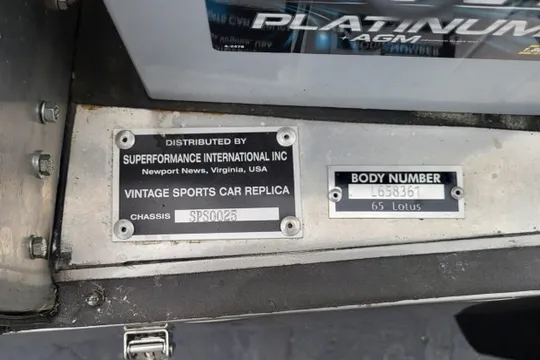 PLATINUM
AGM
DISTRIBUTED BY
SUPERFORMANCE INTERNATIONAL INC
Newport News, Virginia, USA
VINTAGE SPORTS CAR REPLICA
CHASSIS SPS0025
BODY NUMBER
L658361
65 Lotus